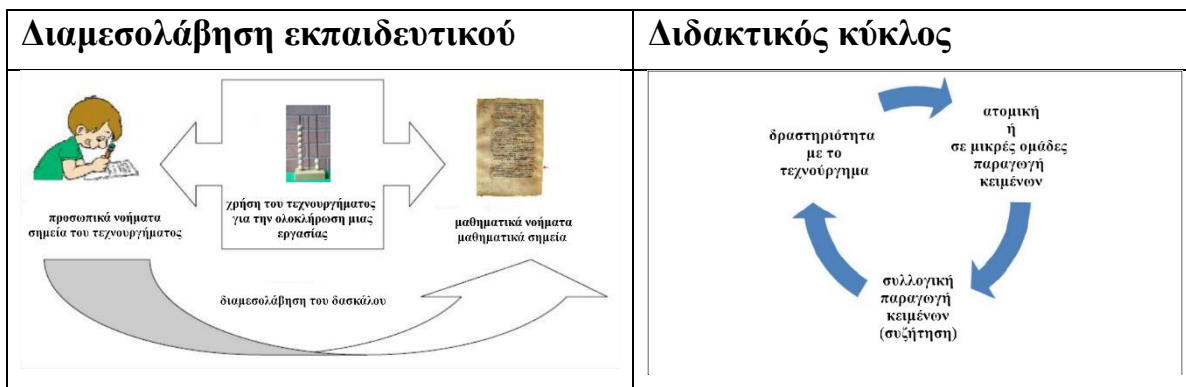 Διαμεσολάβηση εκπαιδευτικού
Διδακτικός κύκλος
προσωπικά νοήματα
σημεία του τεχνουργήματος
χρήση του τεχνουργήματος
για την ολοκλήρωση μιας
εργασίας
μαθηματικά νοήματα
μαθηματικά σημεία
διαμεσολάβηση του δασκάλου
δραστηριότητα
με το
τεχνούργημα
ατομική
ή
σε μικρές ομάδες
παραγωγή
κειμένων
συλλογική
παραγωγή
κειμένων
(συζήτηση)